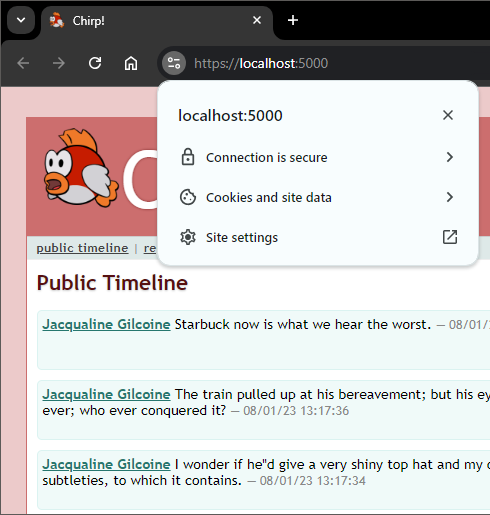 Chirp!
https://localhost:5000
localhost:5000
Connection is secure
Cookies and site data
Site settings
public timeline | re
Public Timeline
Jacqualine Gilcoine Starbuck now is what we hear the worst. — 08/01/
Jacqualine Gilcoine The train pulled up at his bereavement; but his ey
ever; who ever conquered it? — 08/01/23 13:17:36
Jacqualine Gilcoine I wonder if he"d give a very shiny top hat and my
subtleties, to which it contains. — 08/01/23 13:17:34